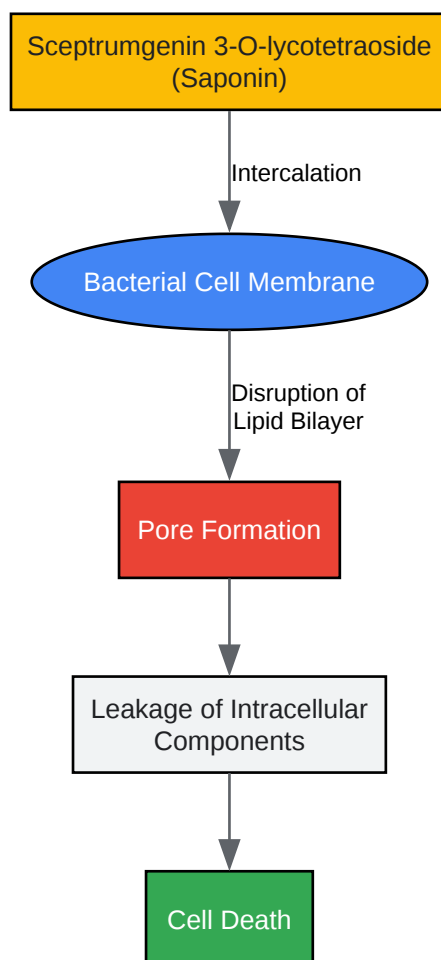 Sceptrumgenin 3-O-lycotetraoside
(Saponin)
Intercalation
Bacterial Cell Membrane
Disruption of
Lipid Bilayer
Pore Formation
Leakage of Intracellular
Components
Cell Death